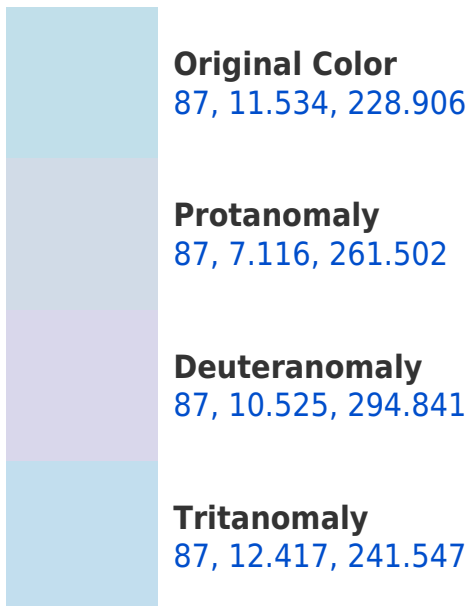 Original Color
87, 11.534, 228.906
Protanomaly
87, 7.116, 261.502
Deuteranomaly
87, 10.525, 294.841
Tritanomaly
87, 12.417, 241.547